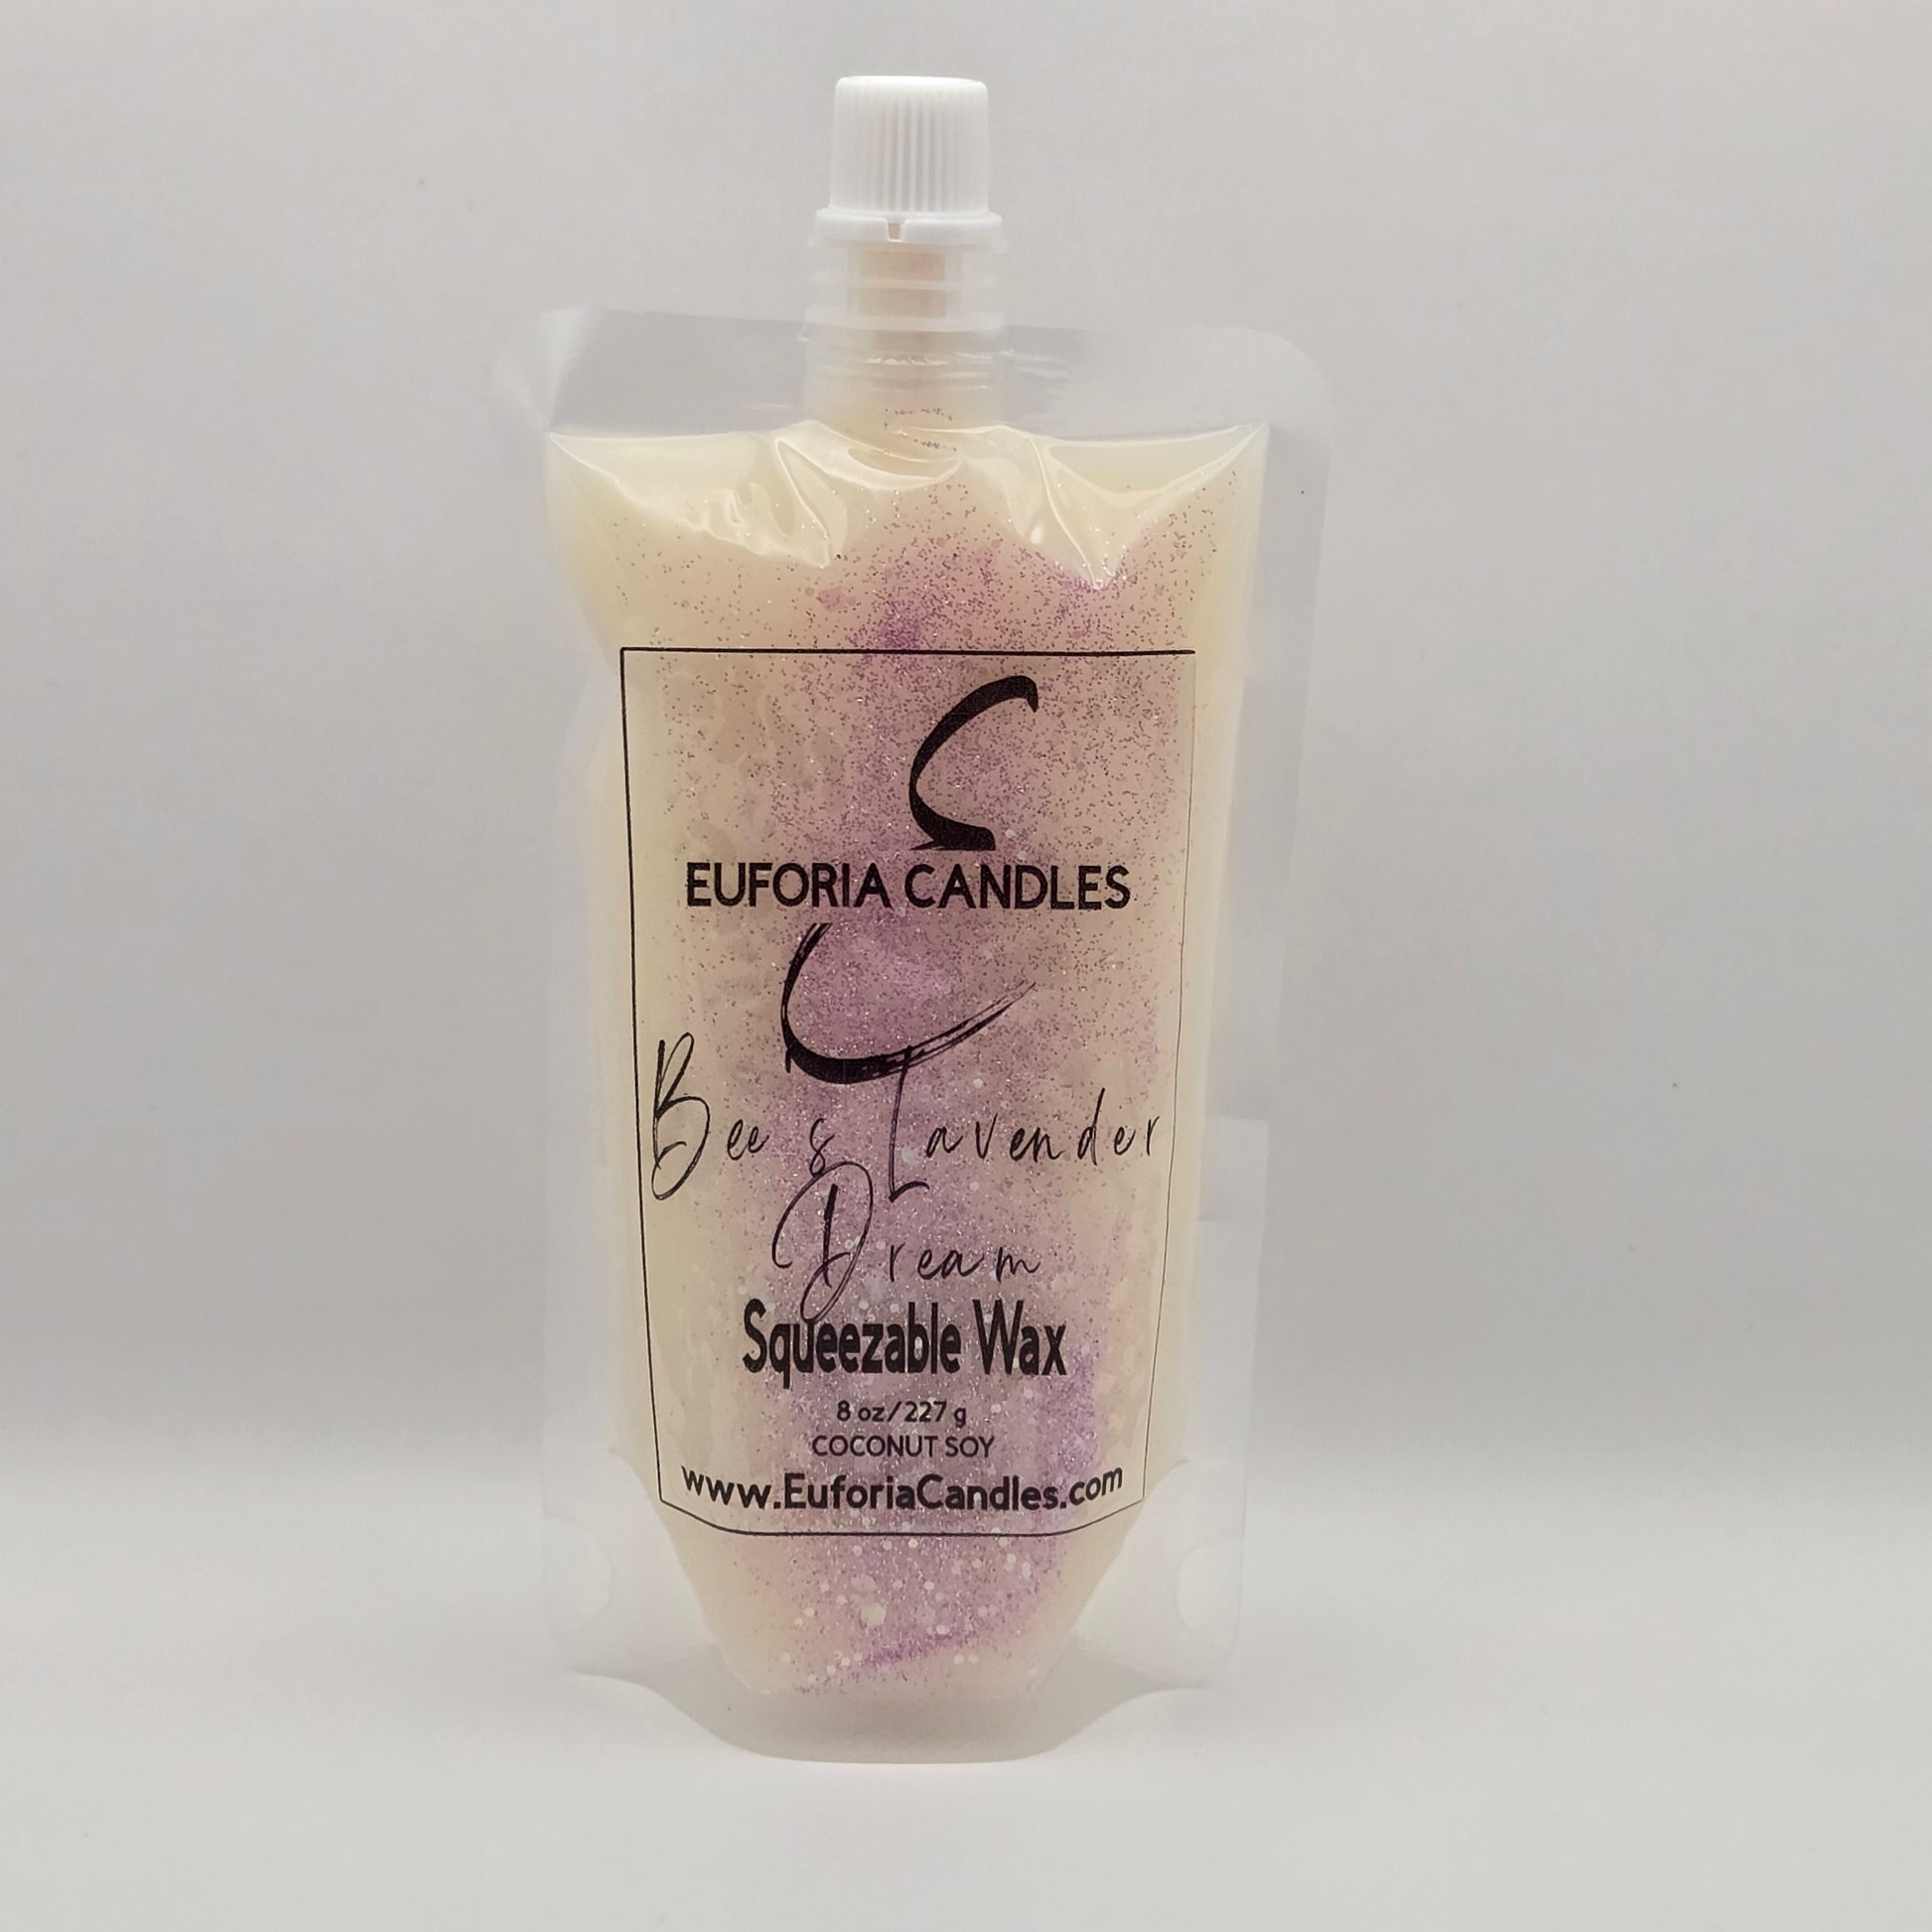 EUFORIA CANDLES
Bee s Lavender
Dream
Squeezable Wax
8 oz/227 g
COCONUT SOY
www.EuforiaCandles.com